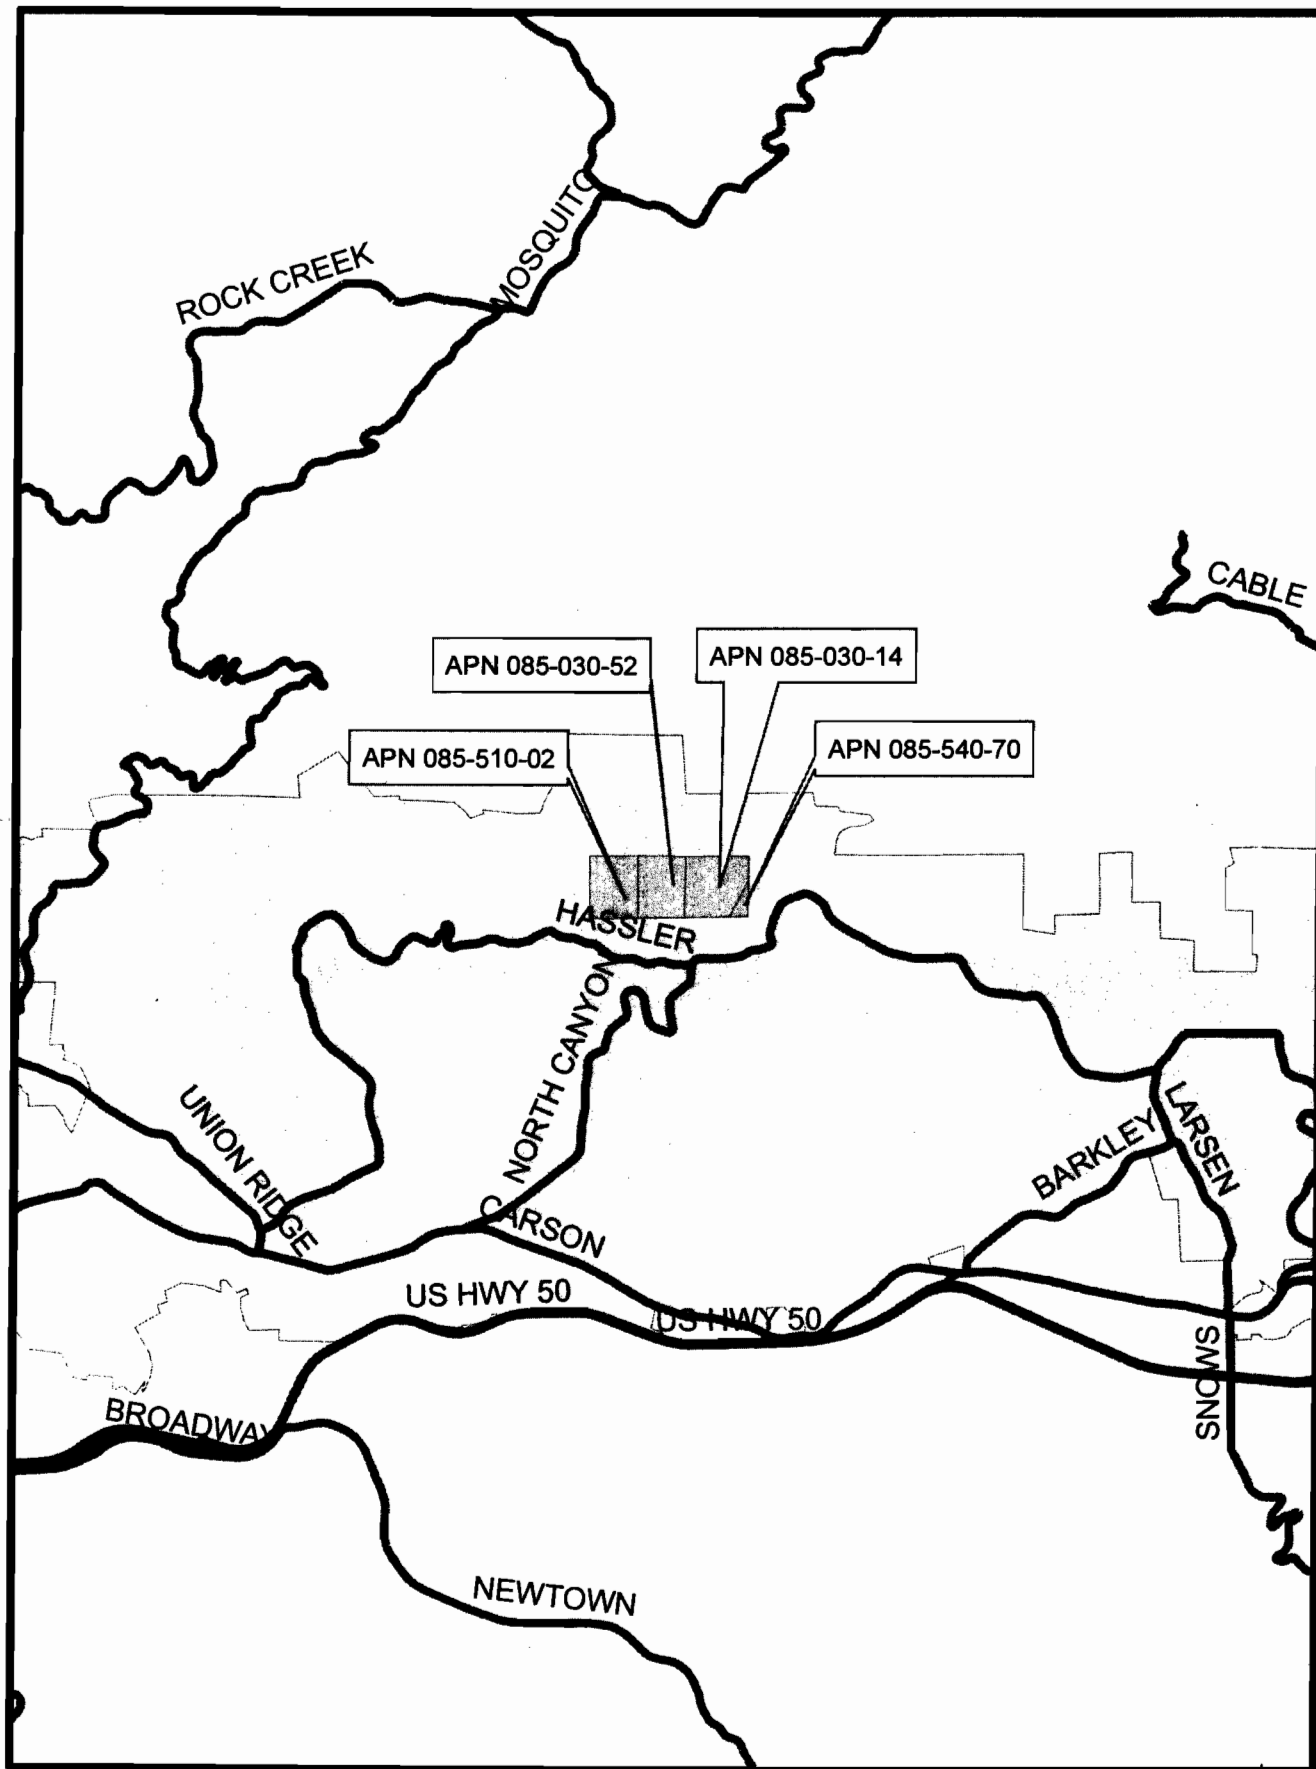 MOSQUITO
ROCK CREEK
CABLE
APN 085-030-52
APN 085-030-14
APN 085-510-02
APN 085-540-70
HASSLER
NORTH CANYON
UNION RIDGE
LARSEN
BARKLEY
CARSON
US HWY 50
US HWY 50
SNOWS
BROADWAY
NEWTOWN